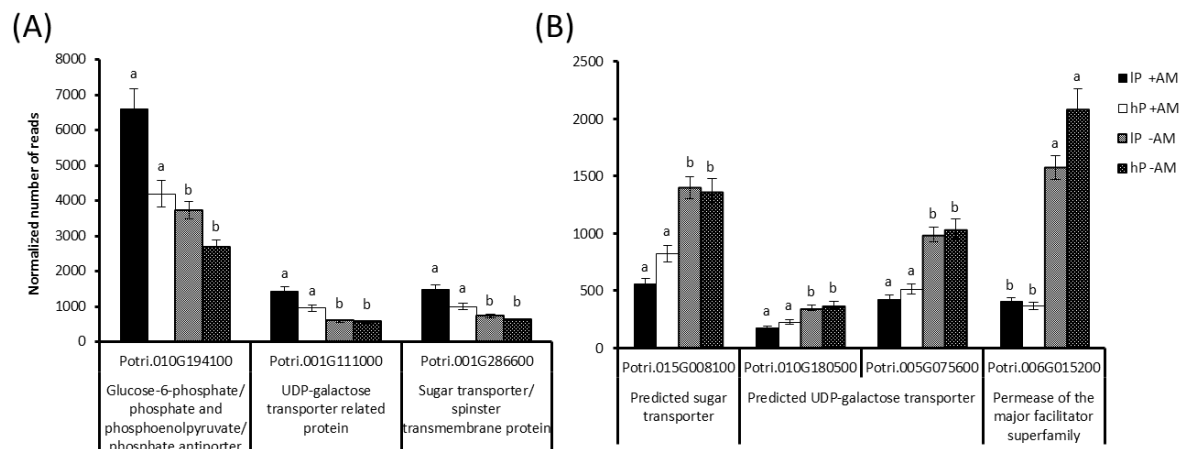 (A)
Normalized number of reads
8000
7000
6000
5000
4000
3000
2000
1000
0
a
a
b
b
a
a
b
b
a
a
b
b
Potri.010G194100
Potri.001G111000
Potri.001G286600
Glucose-6-phosphate/
phosphate and
phosphoenolpyruvate/
phosphate antiporter
UDP-galactose
transporter related
protein
Sugar transporter/
spinster
transmembrane protein
(B)
2500
2000
1500
1000
500
0
a
a
b
b
a
a
b
b
a
a
b
b
b
b
a
a
Potri.015G008100
Potri.010G180500
Potri.005G075600
Potri.006G015200
Predicted sugar
transporter
Predicted UDP-galactose transporter
Permease of the
major facilitator
superfamily
lP +AM
hP +AM
lP -AM
hP -AM